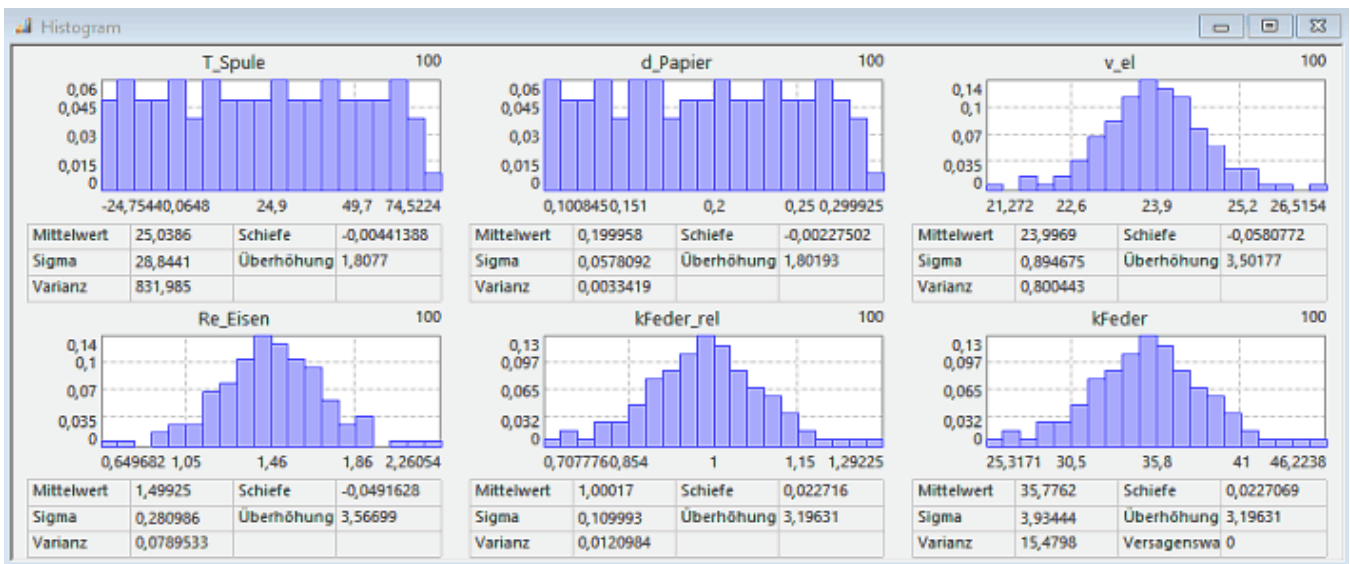 Histogram
T_Spule 100
0,06
0,045
0,03
0,015
0
-24,75440,0648 24,9 49,7 74,5224
Mittelwert 25,0386 Schiefe -0,00441388
Sigma 28,8441 Überhöhung 1,8077
Varianz 831,985
d_Papier 100
0,06
0,045
0,03
0,015
0
0,1008450,151 0,2 0,25 0,299925
Mittelwert 0,199958 Schiefe -0,00227502
Sigma 0,0578092 Überhöhung 1,80193
Varianz 0,0033419
v_el 100
0,14
0,1
0,07
0,035
0
21,272 22,6 23,9 25,2 26,5154
Mittelwert 23,9969 Schiefe -0,0580772
Sigma 0,894675 Überhöhung 3,50177
Varianz 0,800443
Re_Eisen 100
0,14
0,1
0,07
0,035
0
0,649682 1,05 1,46 1,86 2,26054
Mittelwert 1,49925 Schiefe -0,0491628
Sigma 0,280986 Überhöhung 3,56699
Varianz 0,0789533
kFeder_rel 100
0,13
0,097
0,065
0,032
0
0,7077760,854 1 1,15 1,29225
Mittelwert 1,00017 Schiefe 0,022716
Sigma 0,109993 Überhöhung 3,19631
Varianz 0,0120984
kFeder 100
0,13
0,097
0,065
0,032
0
25,3171 30,5 35,8 41 46,2238
Mittelwert 35,7762 Schiefe 0,0227069
Sigma 3,93444 Überhöhung 3,19631
Varianz 15,4798 Versagenswa 0